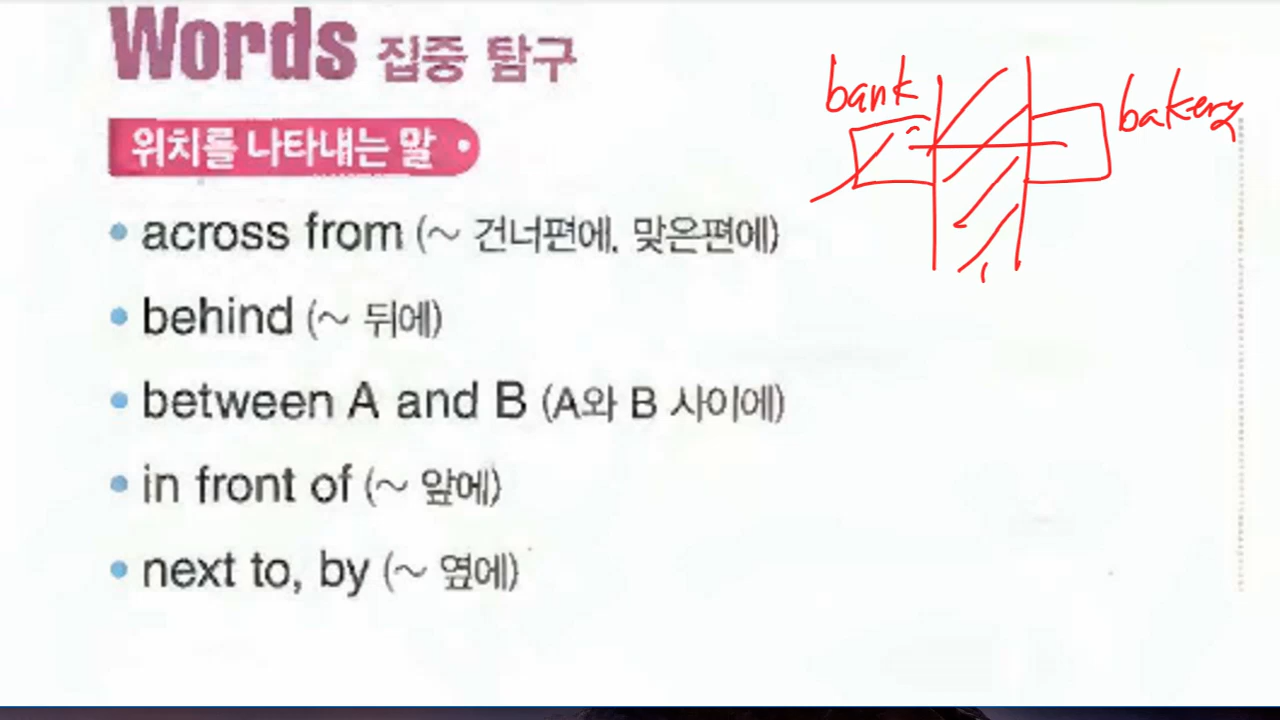 Words 집중 탐구
위치를 나타내는 말
bank
bakery
• across from (~ 건너편에, 맞은편에)
• behind (~ 뒤에)
• between A and B (A와 B 사이에)
• in front of (~ 앞에)
• next to, by (~ 옆에)